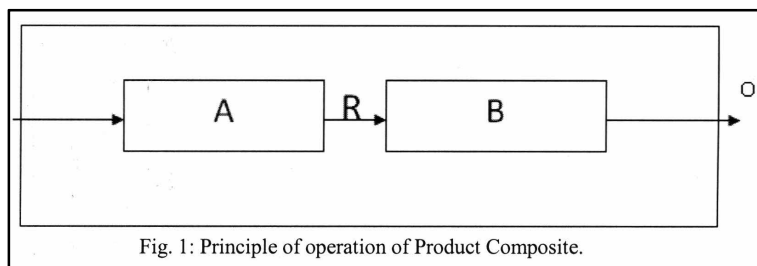 A
R
B
O
Fig. 1: Principle of operation of Product Composite.